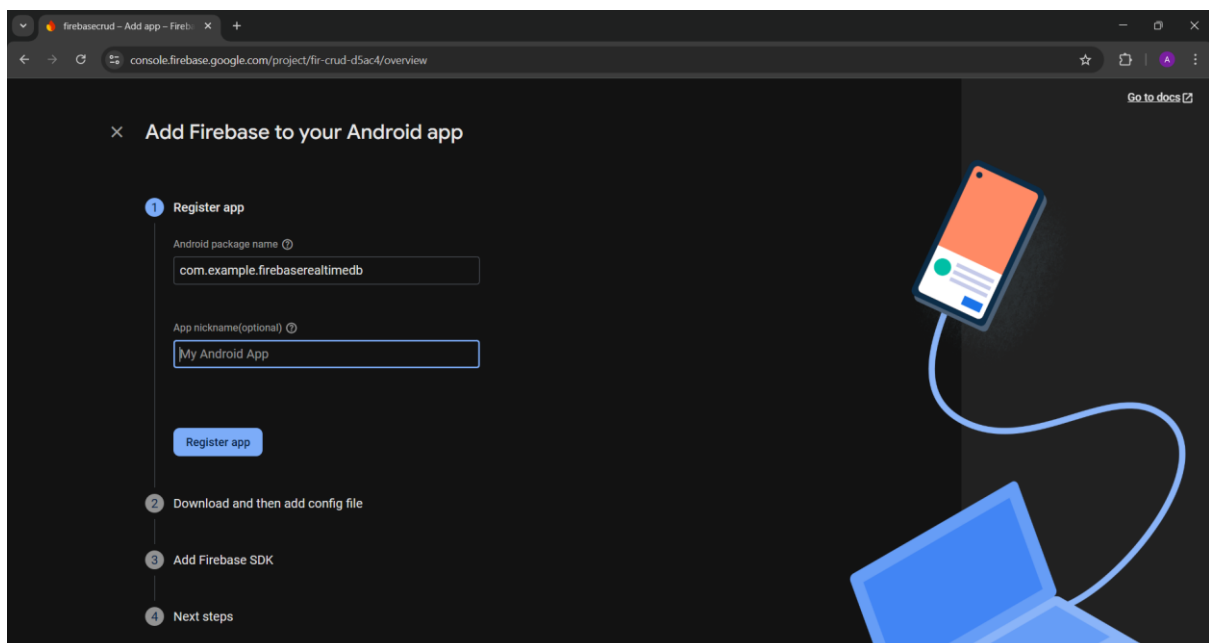 firebasecrud – Add app – Fireb
console.firebase.google.com/project/fir-crud-d5ac4/overview
A
Go to docs
Add Firebase to your Android app
1 Register app
Android package name
com.example.firebaserealtimedb
App nickname(optional)
My Android App
Register app
2 Download and then add config file
3 Add Firebase SDK
4 Next steps